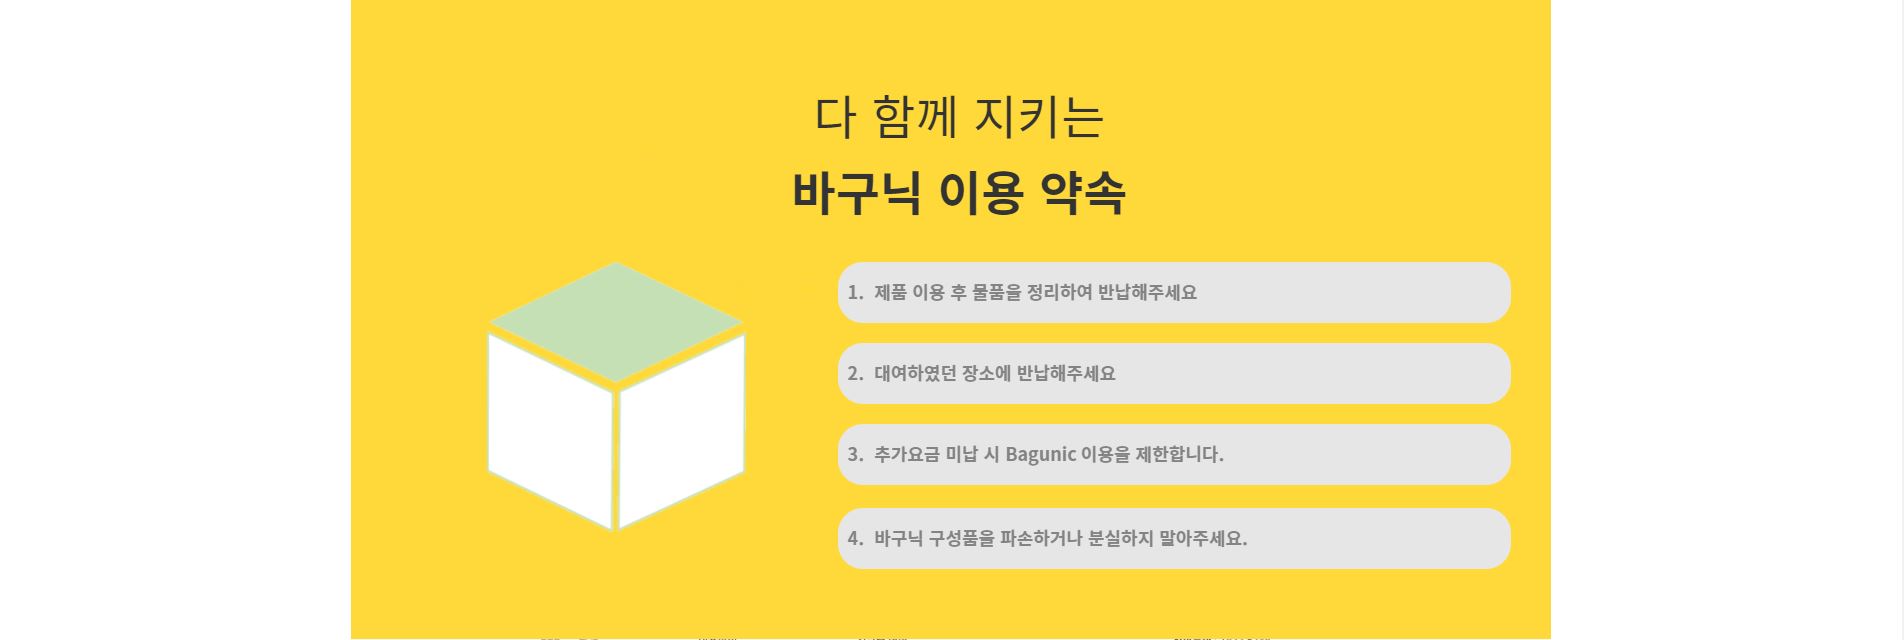 다 함께 지키는
바구닉 이용 약속
1. 제품 이용 후 물품을 정리하여 반납해주세요
2. 대여하였던 장소에 반납해주세요
3. 추가요금 미납 시 Bagunic 이용을 제한합니다.
4. 바구닉 구성품을 파손하거나 분실하지 말아주세요.